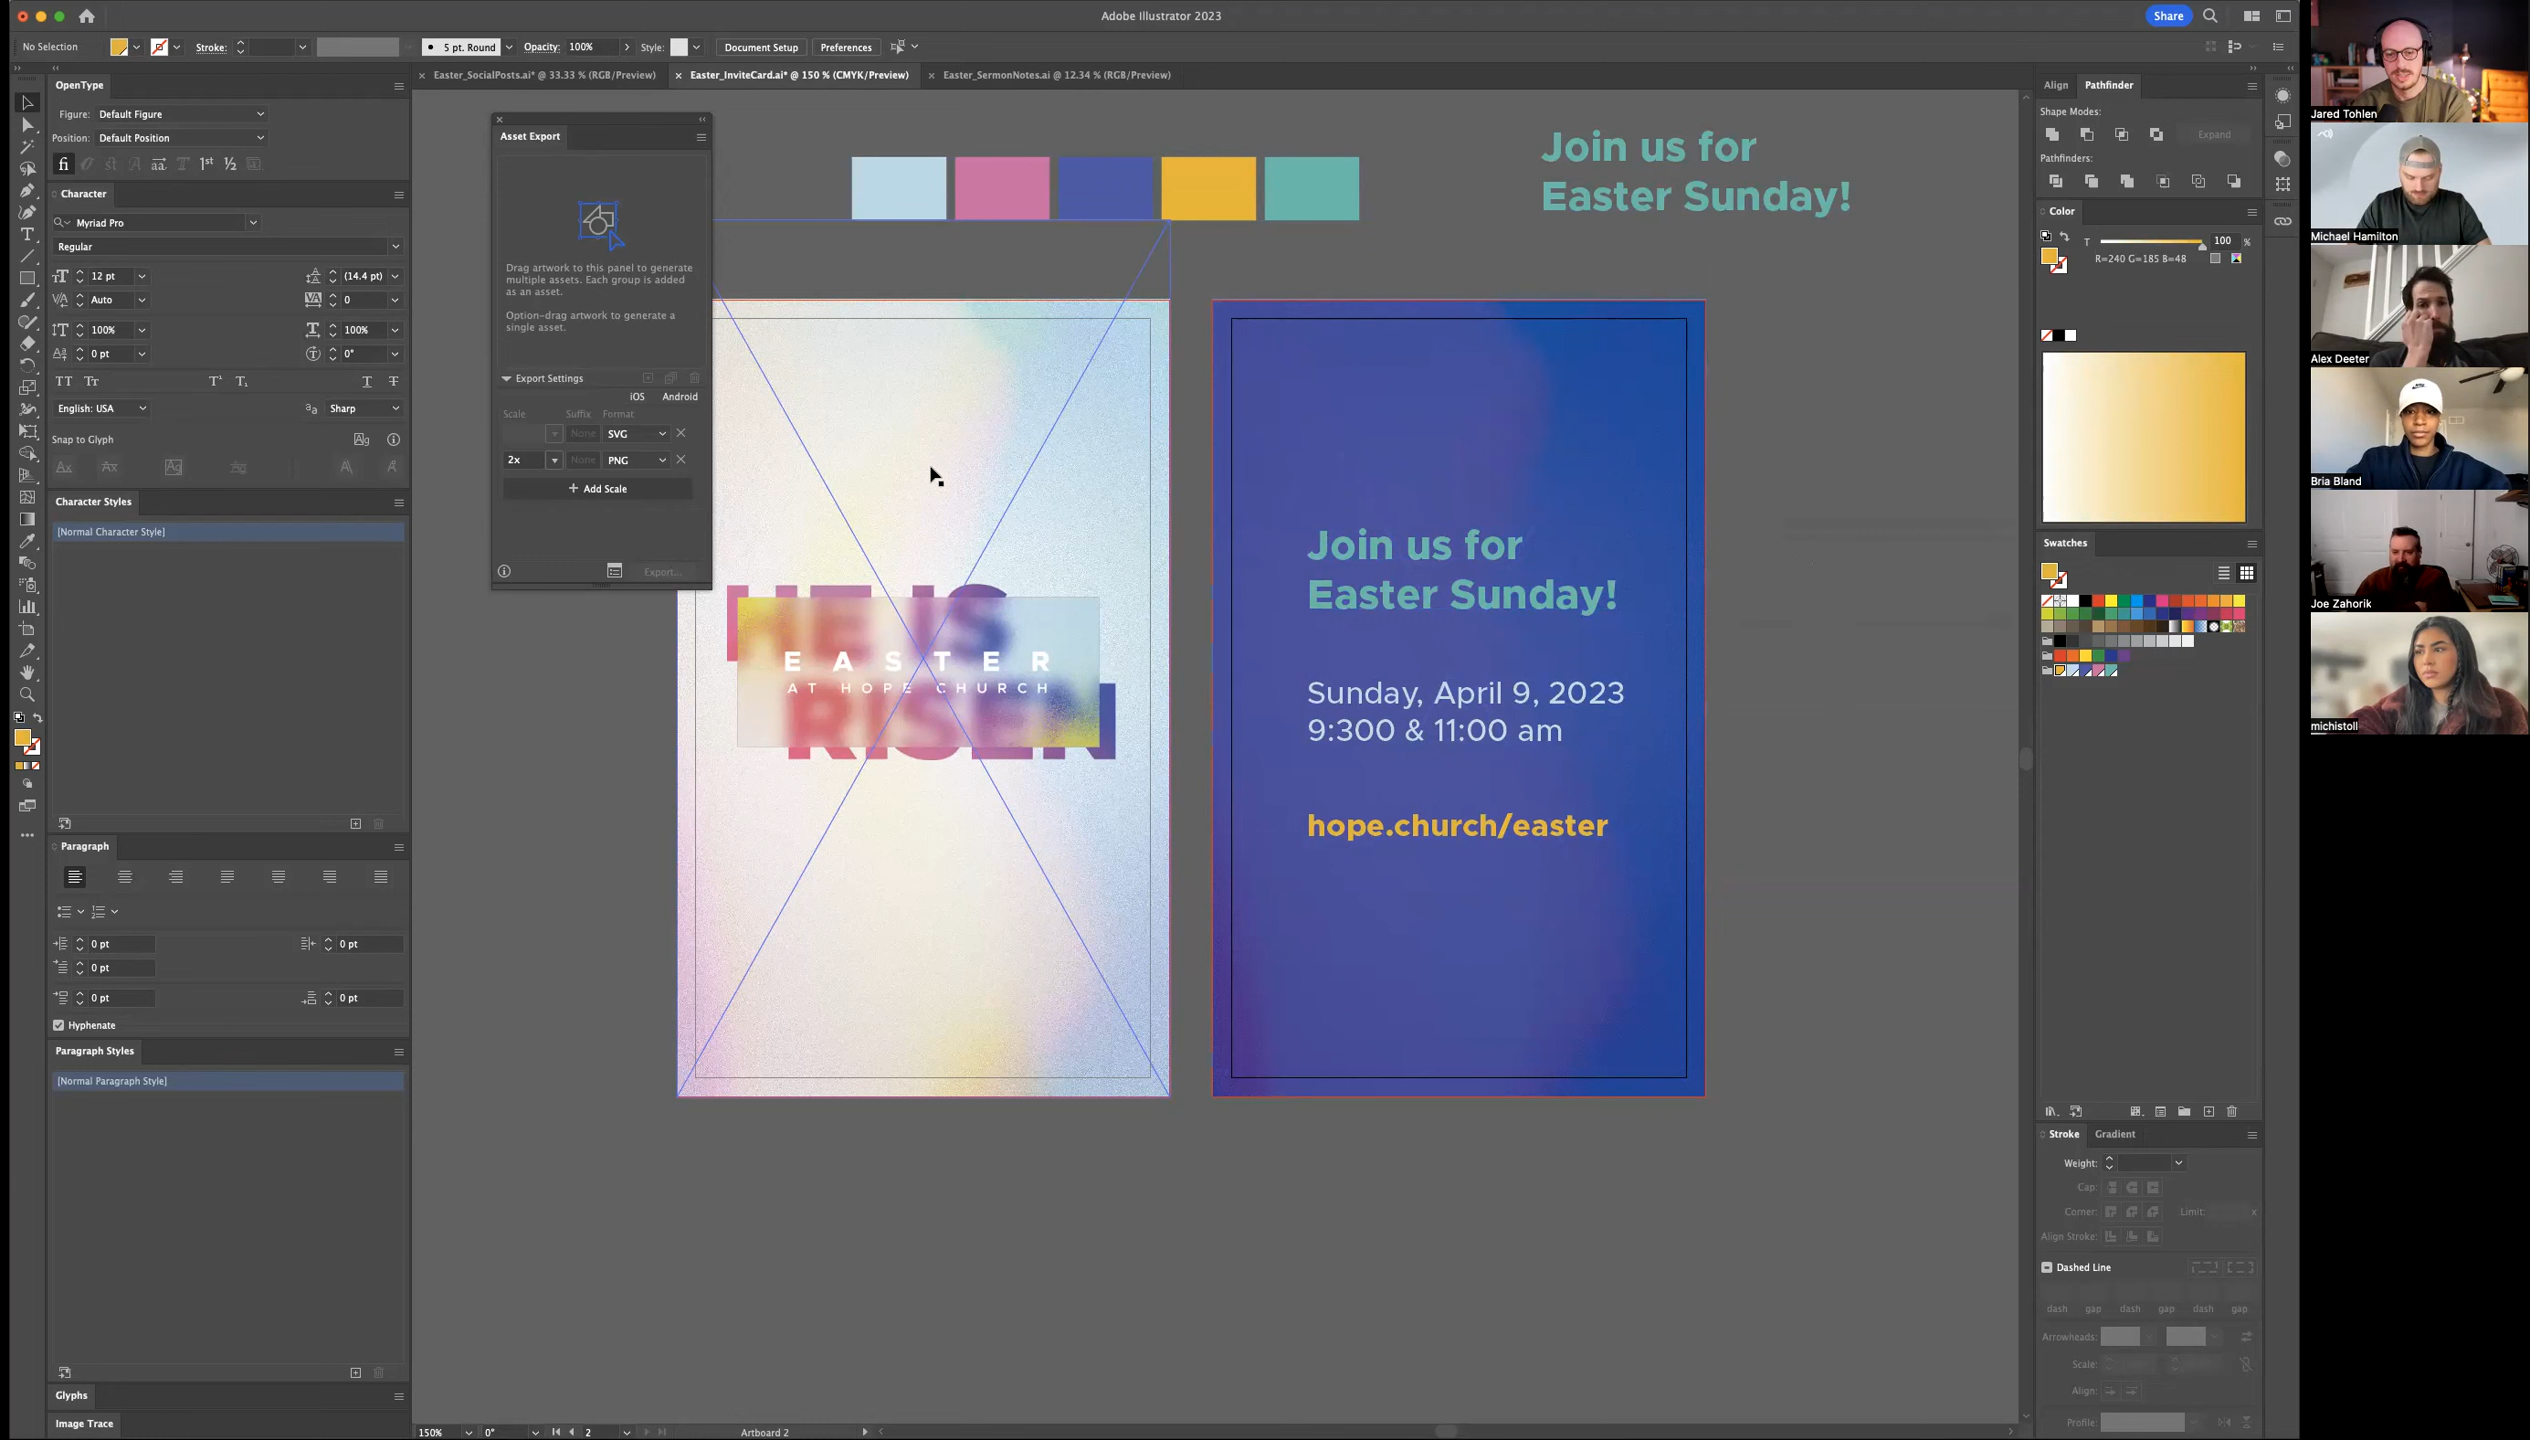 Adobe Illustrator 2023
Share
No Selection
Stroke:
5 pt. Round
Opacity: 100%
Style:
Document Setup
Preferences
Easter_SocialPosts.ai* @ 33.33 % (RGB/Preview)
Easter_InviteCard.ai* @ 150 % (CMYK/Preview)
Easter_SermonNotes.ai @ 12.34 % (RGB/Preview)
OpenType
Figure: Default Figure
Position: Default Position
Character
Myriad Pro
Regular
12 pt
(14.4 pt)
Auto
0
100%
100%
0 pt
0°
English: USA
Sharp
Snap to Glyph
Character Styles
[Normal Character Style]
Paragraph
0 pt
0 pt
0 pt
0 pt
0 pt
Hyphenate
Paragraph Styles
[Normal Paragraph Style]
Glyphs
Image Trace
Asset Export
Drag artwork to this panel to generate
multiple assets. Each group is added
as an asset.
Option-drag artwork to generate a
single asset.
Export Settings
iOS
Android
Scale
Suffix
Format
None
SVG
2x
None
PNG
+ Add Scale
Export...
HE IS
EASTER
AT HOPE CHURCH
RISEN
Join us for
Easter Sunday!
Join us for
Easter Sunday!
Sunday, April 9, 2023
9:300 & 11:00 am
hope.church/easter
150%
0°
2
Artboard 2
Align
Pathfinder
Shape Modes:
Expand
Pathfinders:
Color
T
100
%
R=240 G=185 B=48
Swatches
Stroke
Gradient
Weight:
Cap:
Corner:
Limit:
x
Align Stroke:
Dashed Line
dash
gap
dash
gap
dash
gap
Arrowheads:
Scale:
Align:
Profile:
Jared Tohlen
Michael Hamilton
Alex Deeter
Bria Bland
Joe Zahorik
michistoll